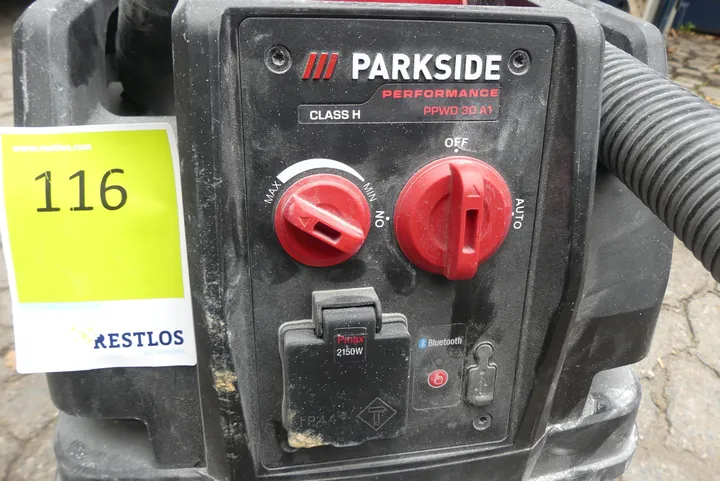 PARKSIDE
PERFORMANCE
CLASS H
PPWD 30 A1
116
RESTLOS
MAX
MIN
ON
OFF
AUTO
Pmax
2150W
Bluetooth